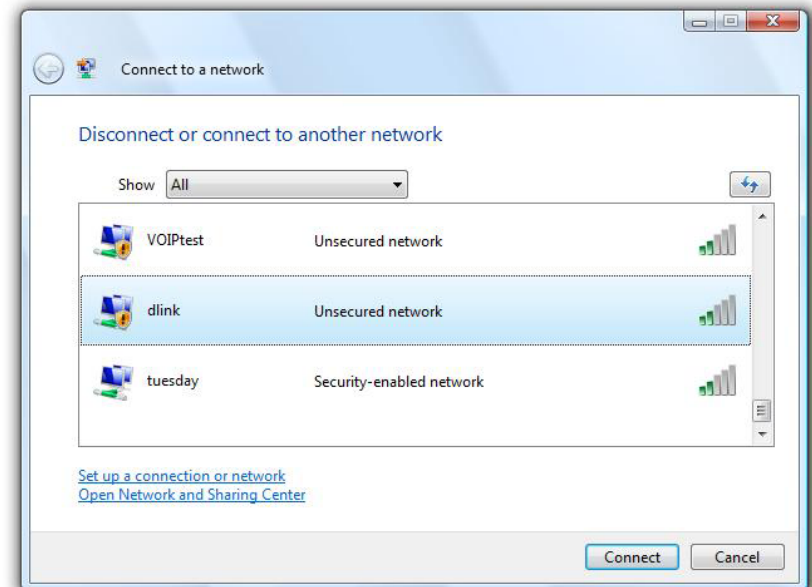 Connect to a network
Disconnect or connect to another network
Show All
VOIPtest Unsecured network
dlink Unsecured network
tuesday Security-enabled network
Set up a connection or network
Open Network and Sharing Center
Connect Cancel